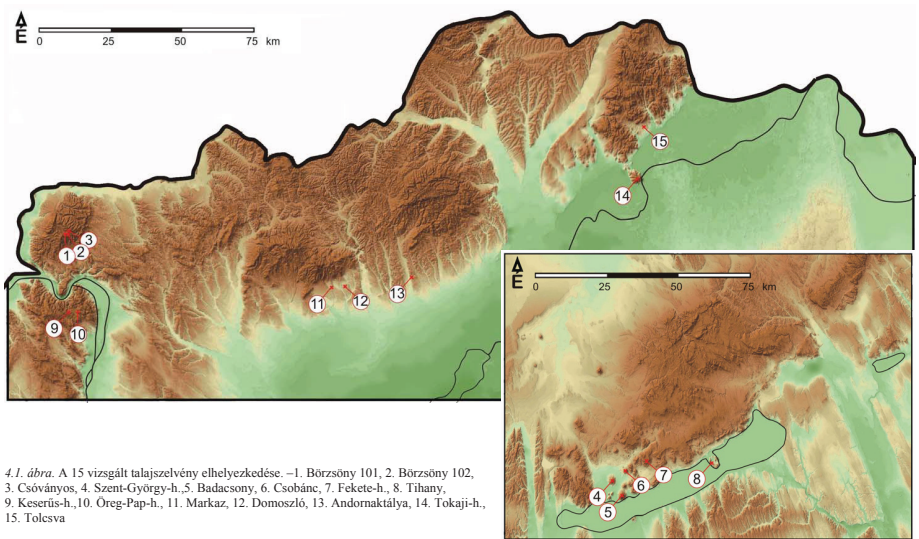 É
0 25 50 75
km
15
14
3
1 2
11 12 13
9 10
É
0 25 50 75
km
7
6 8
4
5
4.1. ábra. A 15 vizsgált talajszelvény elhelyezkedése. –1. Börzsöny 101, 2. Börzsöny 102,
3. Csóványos, 4. Szent-György-h.,5. Badacsony, 6. Csobánc, 7. Fekete-h., 8. Tihany,
9. Keserűs-h.,10. Öreg-Pap-h., 11. Markaz, 12. Domoszló, 13. Andornaktálya, 14. Tokaji-h.,
15. Tolcsva